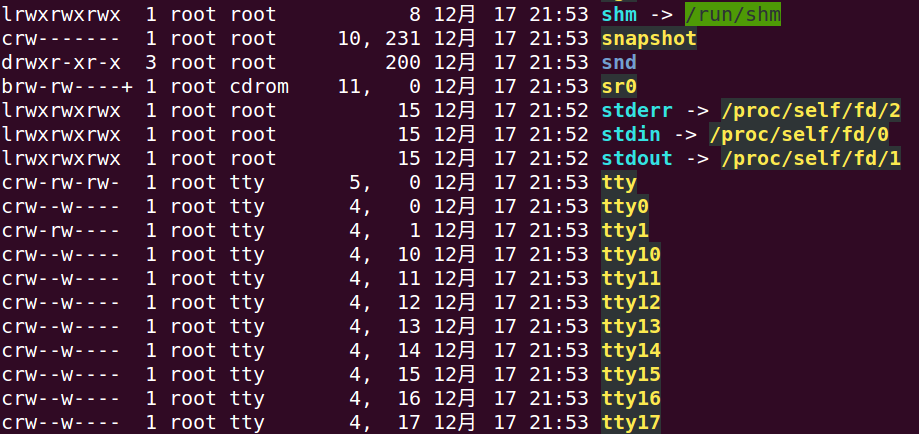 lrwxrwxrwx  1 root root           8 12月  17 21:53 shm -> /run/shm
crw-------  1 root root     10, 231 12月  17 21:53 snapshot
drwxr-xr-x  3 root root         200 12月  17 21:53 snd
brw-rw----+ 1 root cdrom    11,   0 12月  17 21:53 sr0
lrwxrwxrwx  1 root root          15 12月  17 21:52 stderr -> /proc/self/fd/2
lrwxrwxrwx  1 root root          15 12月  17 21:52 stdin -> /proc/self/fd/0
lrwxrwxrwx  1 root root          15 12月  17 21:52 stdout -> /proc/self/fd/1
crw-rw-rw-  1 root tty       5,   0 12月  17 21:53 tty
crw--w----  1 root tty       4,   0 12月  17 21:53 tty0
crw-rw----  1 root tty       4,   1 12月  17 21:53 tty1
crw--w----  1 root tty       4,  10 12月  17 21:53 tty10
crw--w----  1 root tty       4,  11 12月  17 21:53 tty11
crw--w----  1 root tty       4,  12 12月  17 21:53 tty12
crw--w----  1 root tty       4,  13 12月  17 21:53 tty13
crw--w----  1 root tty       4,  14 12月  17 21:53 tty14
crw--w----  1 root tty       4,  15 12月  17 21:53 tty15
crw--w----  1 root tty       4,  16 12月  17 21:53 tty16
crw--w----  1 root tty       4,  17 12月  17 21:53 tty17